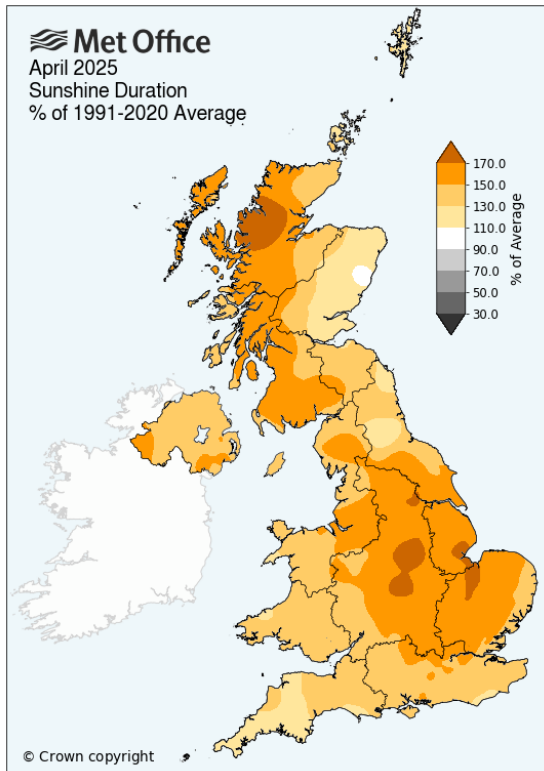 Met Office
April 2025
Sunshine Duration
% of 1991-2020 Average
170.0
150.0
130.0
110.0
90.0
70.0
50.0
30.0
% of Average
© Crown copyright